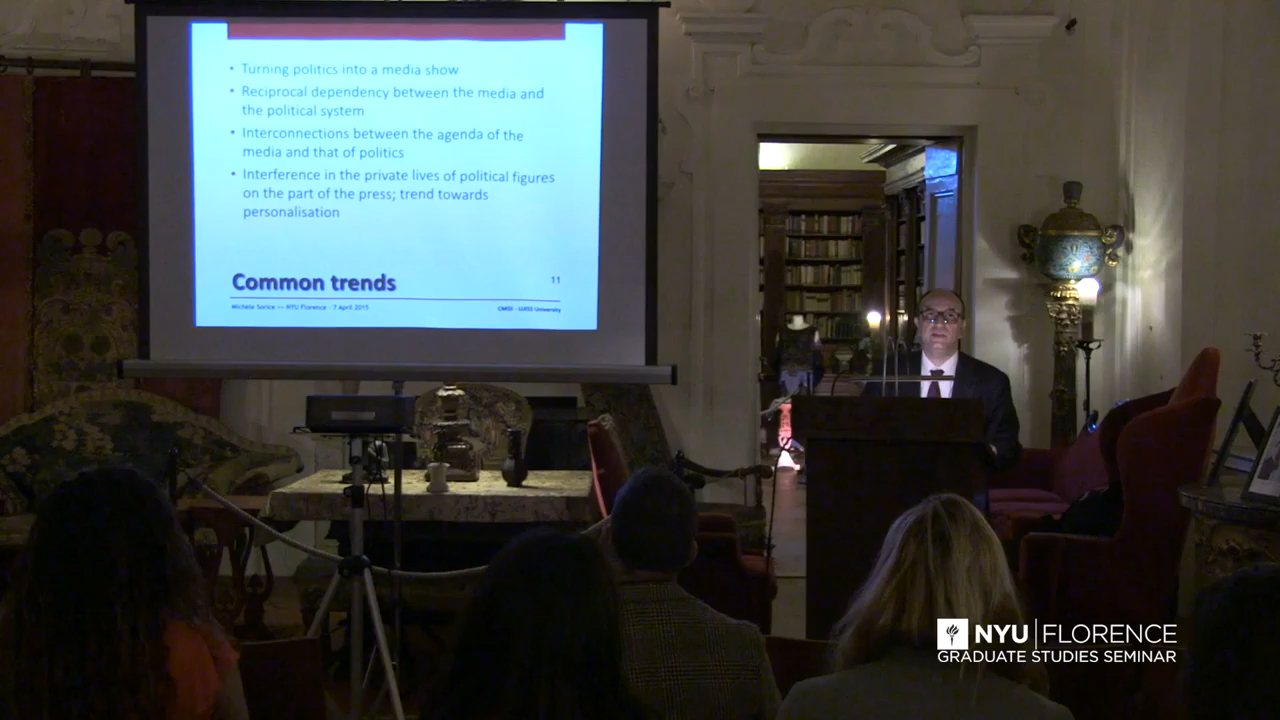 • Turning politics into a media show
• Reciprocal dependency between the media and
the political system
• Interconnections between the agenda of the
media and that of politics
• Interference in the private lives of political figures
on the part of the press; trend towards
personalisation
Common trends
11
Michele Sorice — NYU Florence - 7 April 2015
CMGI - LUISS University
NYU FLORENCE
GRADUATE STUDIES SEMINAR